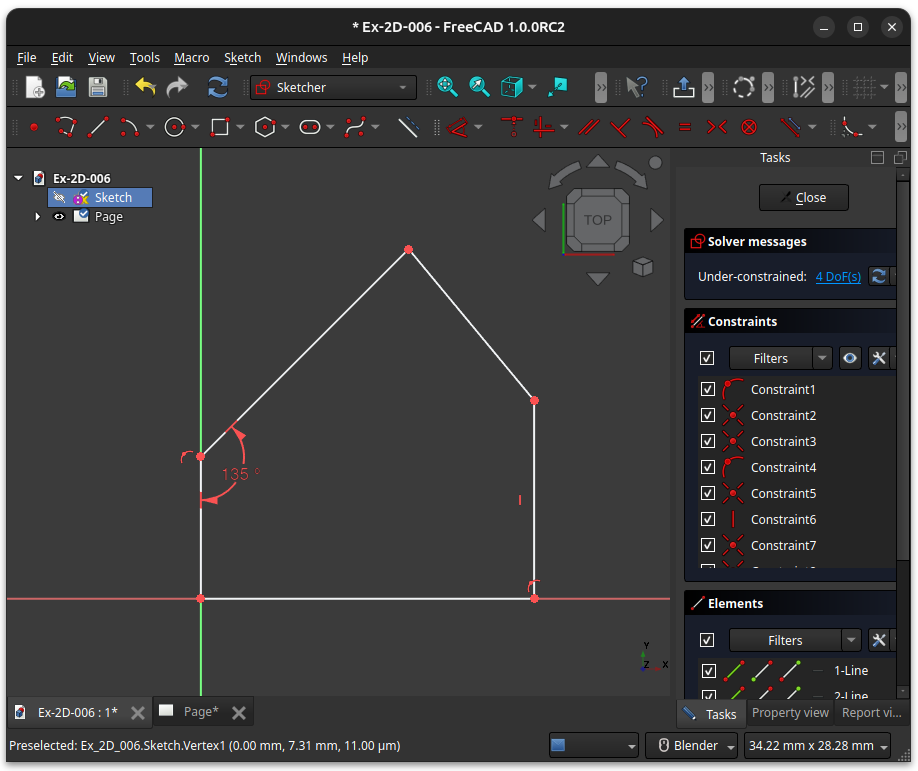 * Ex-2D-006 - FreeCAD 1.0.0RC2
File Edit View Tools Macro Sketch Windows Help
Sketcher
Ex-2D-006
Sketch
Page
TOP
135 °
Y
Z X
Tasks
Close
Solver messages
Under-constrained: 4 DoF(s)
Constraints
Filters
Constraint1
Constraint2
Constraint3
Constraint4
Constraint5
Constraint6
Constraint7
Elements
Filters
1-Line
2-Line
Ex-2D-006 : 1*
Page*
Tasks
Property view
Report vi...
Preselected: Ex_2D_006.Sketch.Vertex1 (0.00 mm, 7.31 mm, 11.00 µm)
Blender
34.22 mm x 28.28 mm